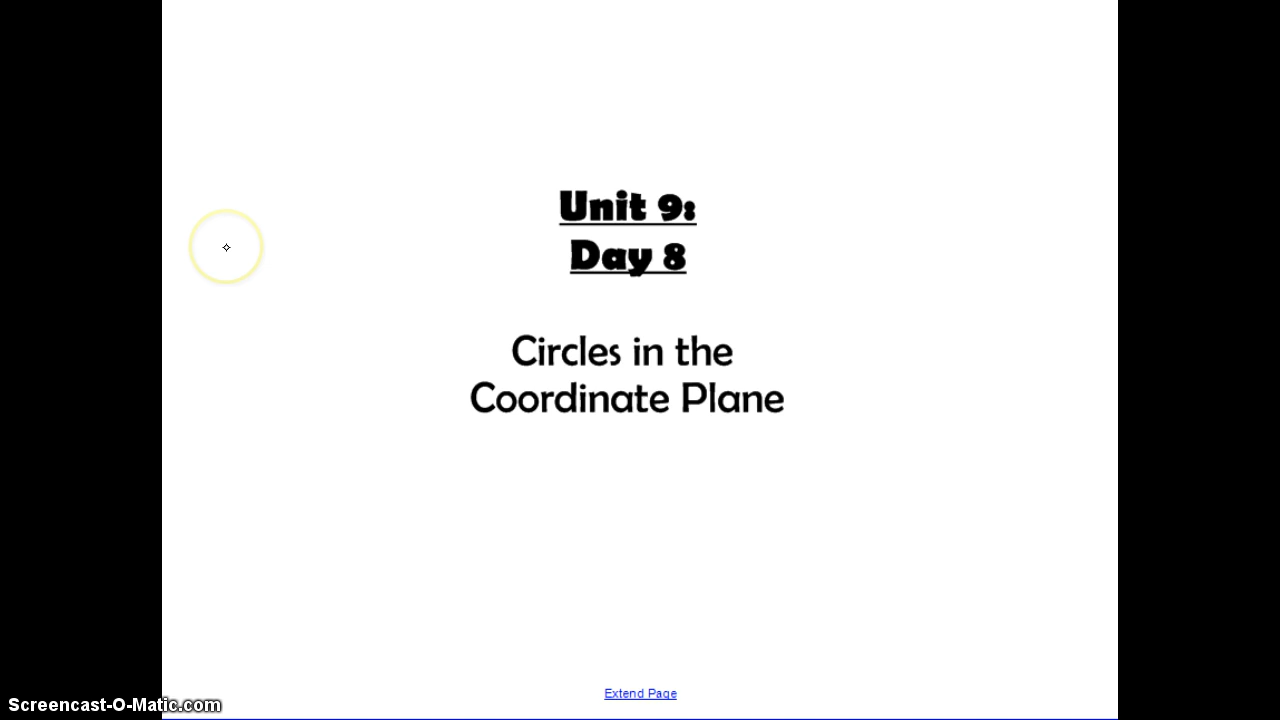 Unit 9:
Day 8
Circles in the
Coordinate Plane
Extend Page
Screencast-O-Matic.com